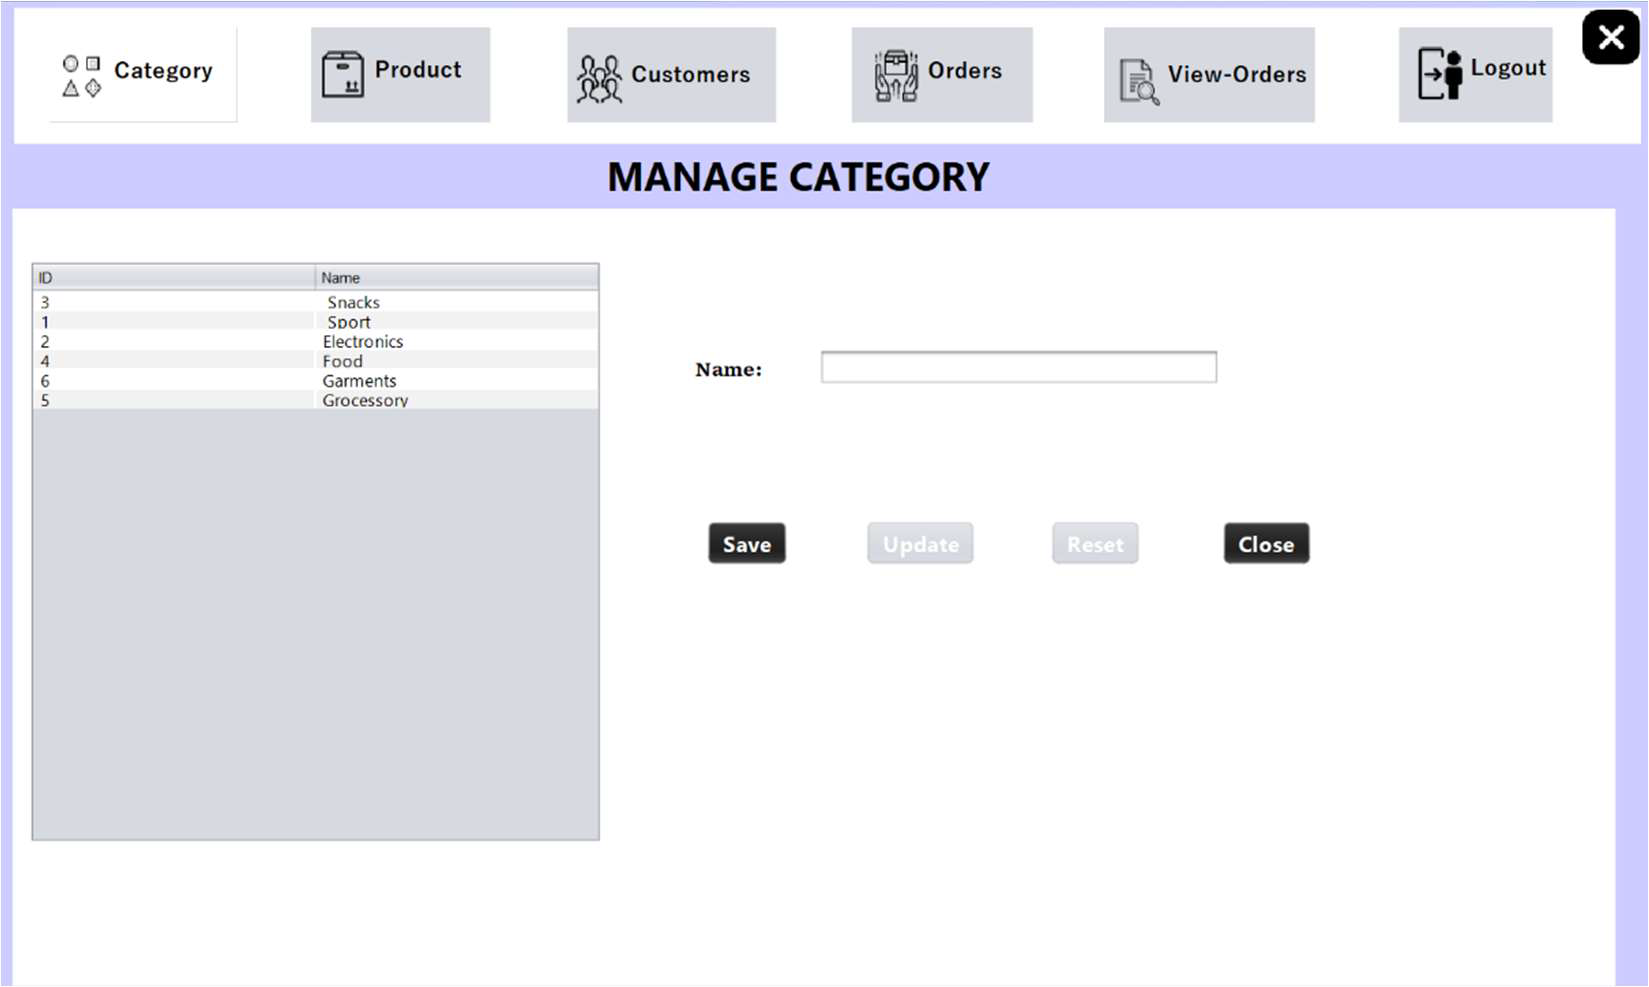 Category Product Customers Orders View-Orders Logout
MANAGE CATEGORY
ID Name
3 Snacks
1 Sport
2 Electronics
4 Food
6 Garments
5 Grocessory
Name:
Save Update Reset Close